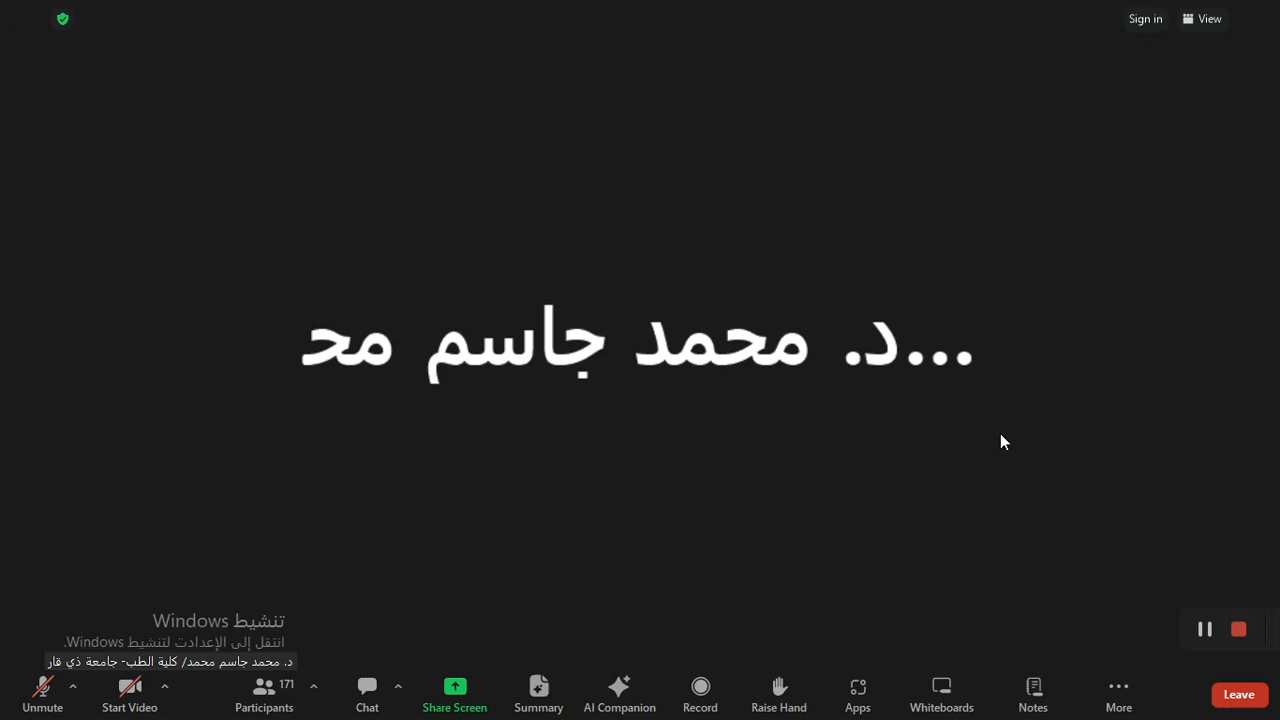 Sign in
View
د. محمد جاسم مح...
تنشيط Windows
انتقل إلى الإعدادت لتنشيط Windows.
د. محمد جاسم محمد/ كلية الطب- جامعة ذي قار
Unmute
Start Video
171
Participants
Chat
Share Screen
Summary
AI Companion
Record
Raise Hand
Apps
Whiteboards
Notes
More
Leave